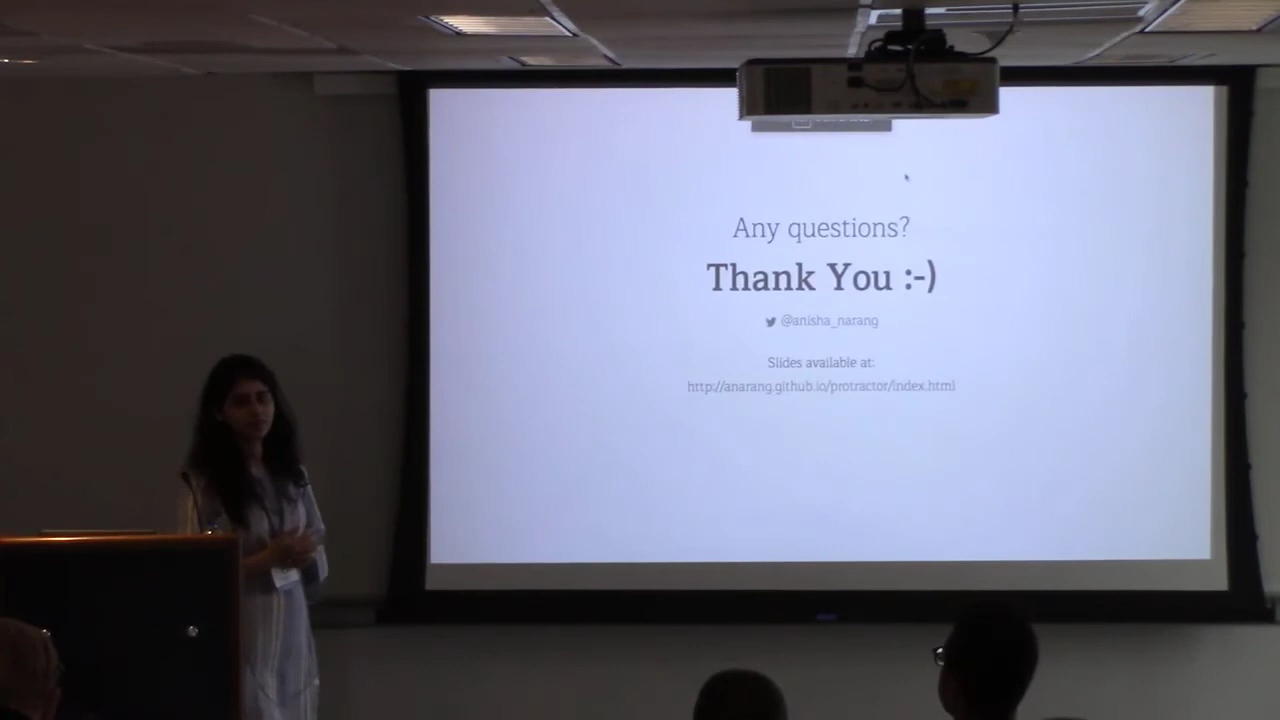 Any questions?
Thank You :-)
@anisha_narang
Slides available at:
http://anarang.github.io/protractor/index.html